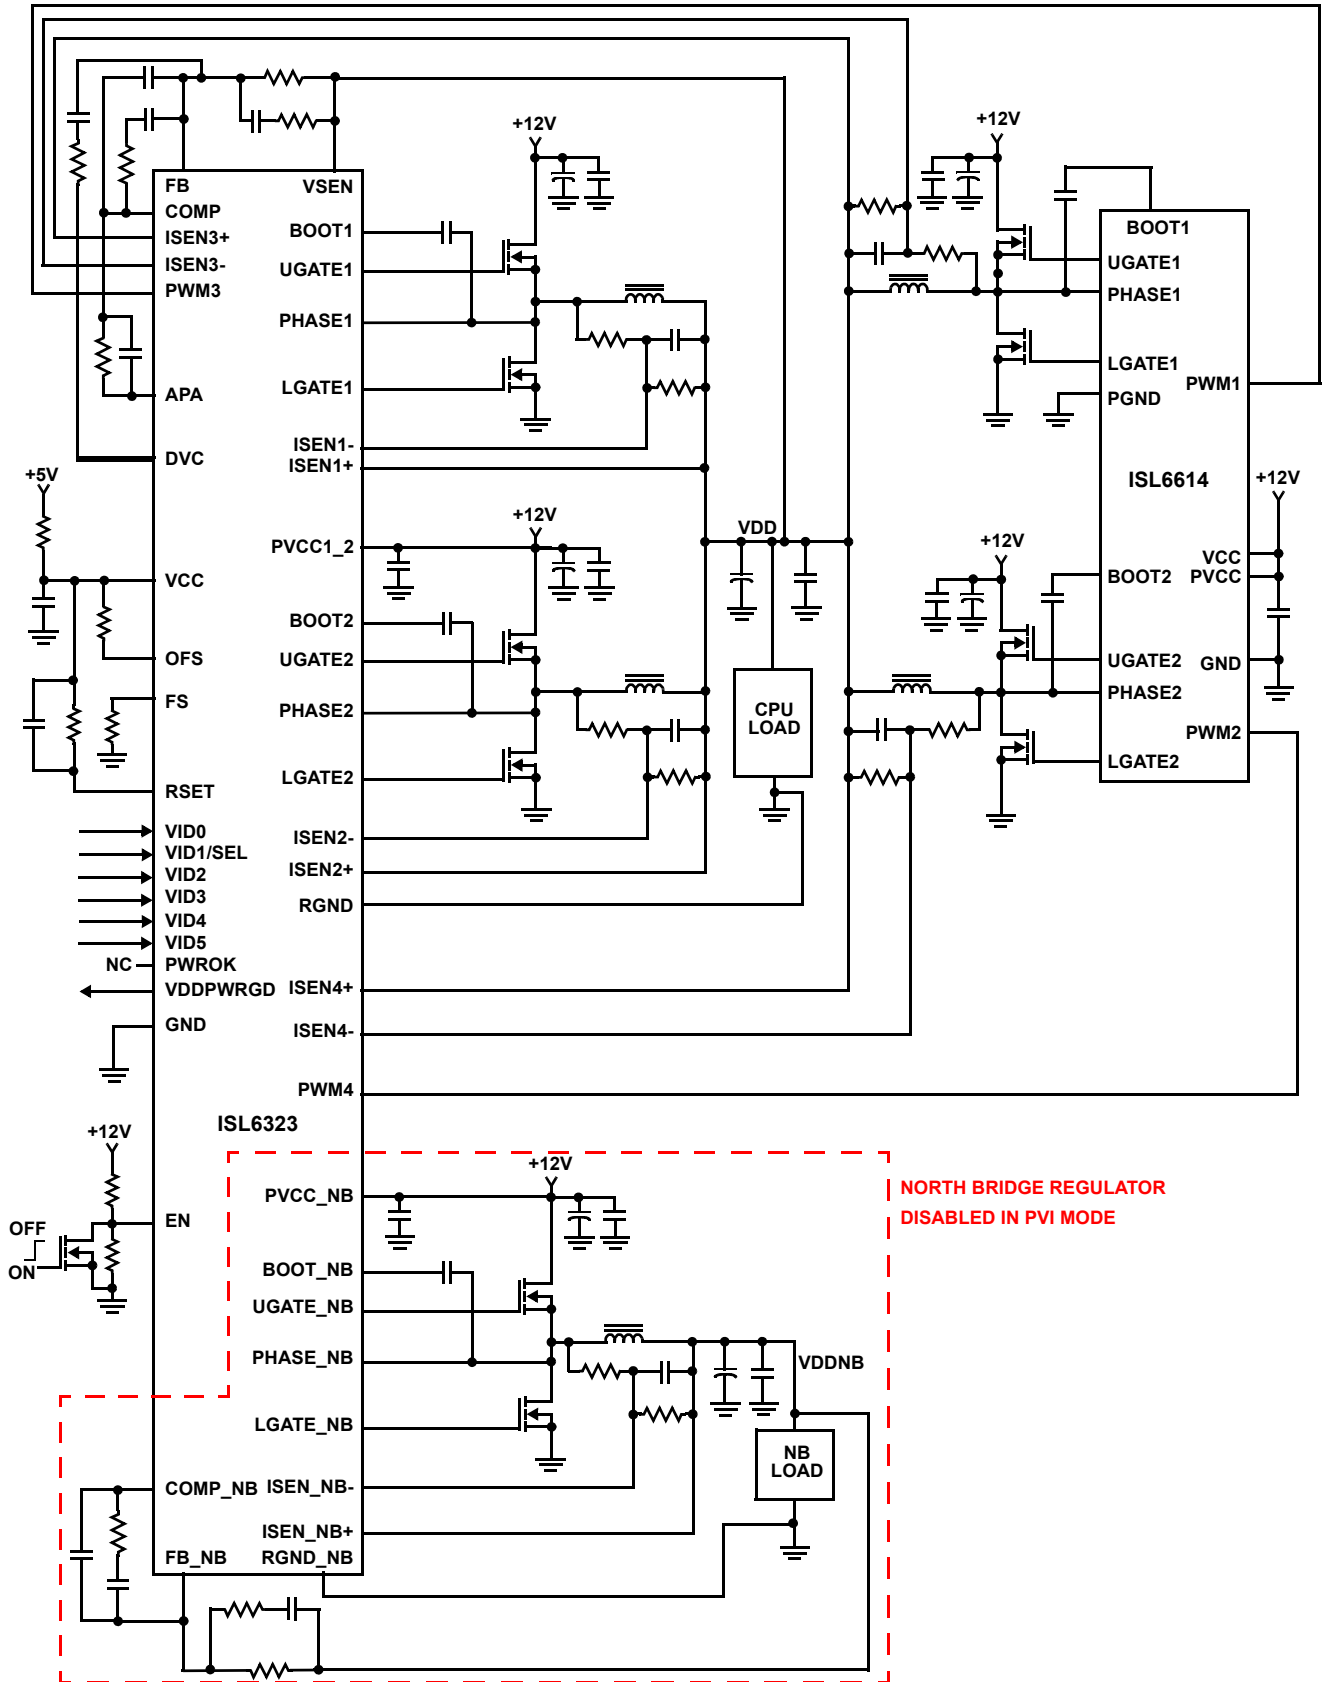 +12V
+12V
FB
VSEN
COMP
ISEN3+
ISEN3-
PWM3
APA
DVC
BOOT1
UGATE1
PHASE1
LGATE1
ISEN1-
ISEN1+
BOOT1
UGATE1
PHASE1
LGATE1
PGND
PWM1
ISL6614
+12V
+5V
+12V
VDD
+12V
PVCC1_2
VCC
OFS
FS
RSET
BOOT2
UGATE2
PHASE2
LGATE2
ISEN2-
ISEN2+
RGND
CPU
LOAD
VCC
PVCC
BOOT2
GND
UGATE2
PHASE2
PWM2
LGATE2
VID0
VID1/SEL
VID2
VID3
VID4
VID5
NC
PWROK
VDDPWRGD
GND
ISEN4+
ISEN4-
PWM4
ISL6323
+12V
EN
OFF
ON
+12V
NORTH BRIDGE REGULATOR
DISABLED IN PVI MODE
PVCC_NB
BOOT_NB
UGATE_NB
PHASE_NB
LGATE_NB
VDDNB
NB
LOAD
COMP_NB
ISEN_NB-
ISEN_NB+
FB_NB
RGND_NB